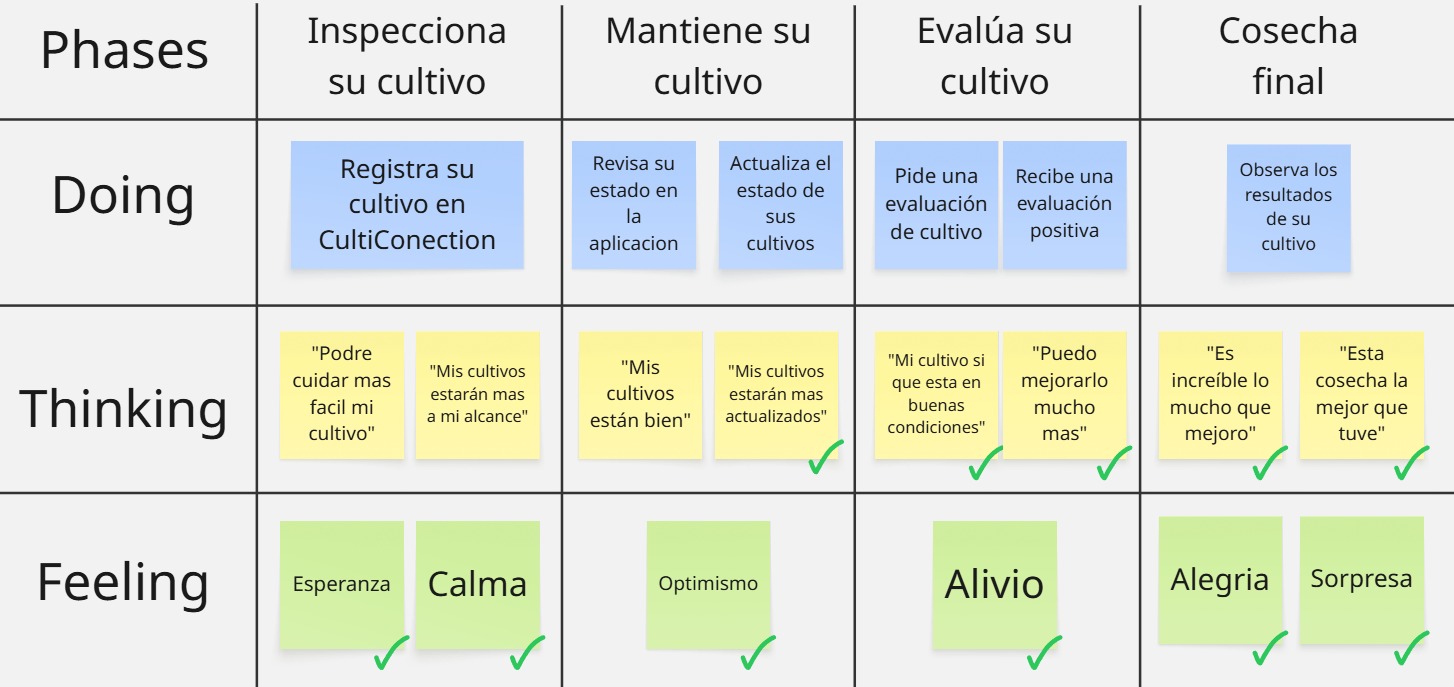 Phases
Inspecciona
su cultivo
Mantiene su
cultivo
Evalúa su
cultivo
Cosecha
final
Doing
Registra su
cultivo en
CultiConection
Revisa su
estado en
la
aplicacion
Actualiza el
estado de
sus
cultivos
Pide una
evaluación
de cultivo
Recibe una
evaluación
positiva
Observa los
resultados
de su
cultivo
Thinking
"Podre
cuidar mas
facil mi
cultivo"
"Mis cultivos
estarán mas
a mi alcance"
"Mis
cultivos
están bien"
"Mis cultivos
estarán mas
actualizados"
"Mi cultivo si
que esta en
buenas
condiciones"
"Puedo
mejorarlo
mucho
mas"
"Es
increíble lo
mucho que
mejoro"
"Esta
cosecha la
mejor que
tuve"
Feeling
Esperanza
Calma
Optimismo
Alivio
Alegria
Sorpresa